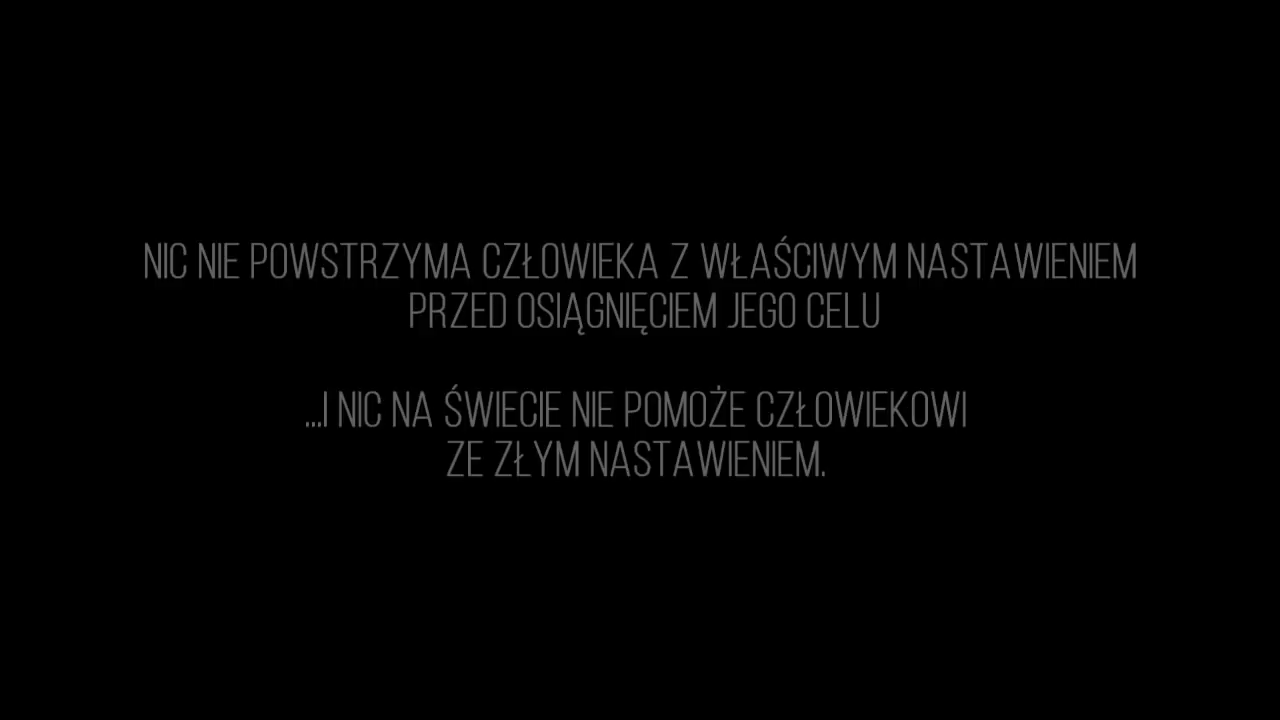 NIC NIE POWSTRZYMA CZŁOWIEKA Z WŁAŚCIWYM NASTAWIENIEM
PRZED OSIĄGNIĘCIEM JEGO CELU
...I NIC NA ŚWIECIE NIE POMOŻE CZŁOWIEKOWI
ZE ZŁYM NASTAWIENIEM.